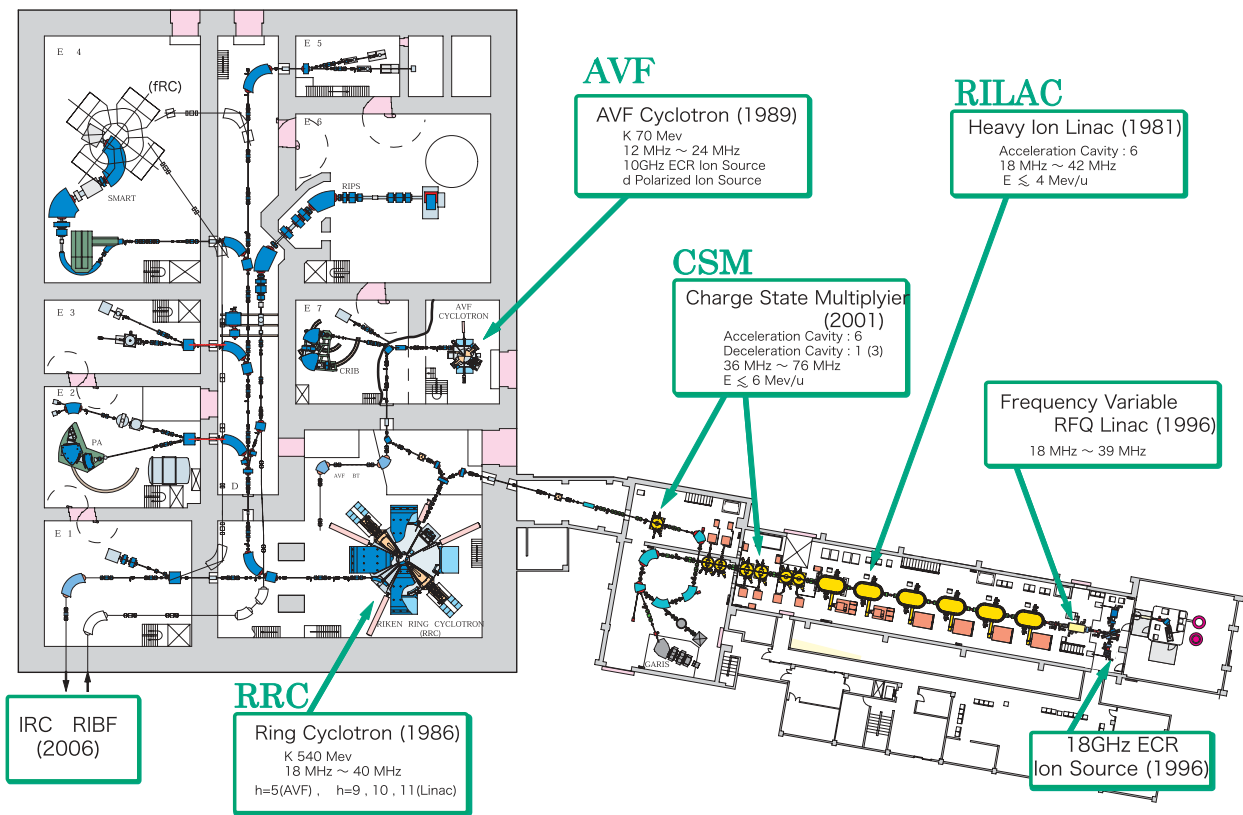 E 4
(fRC)
SMART
E 5
E 6
RIPS
E 3
E 7
CRIB
AVF
CYCLOTRON
E 2
PA
D
AVF BT
E 1
RIKEN RING CYCLOTRON
(RRC)
GARIS
AVF
AVF Cyclotron (1989)
K 70 Mev
12 MHz ~ 24 MHz
10GHz ECR Ion Source
d Polarized Ion Source
RILAC
Heavy Ion Linac (1981)
Acceleration Cavity : 6
18 MHz ~ 42 MHz
E ≲ 4 Mev/u
CSM
Charge State Multiplyier
(2001)
Acceleration Cavity : 6
Deceleration Cavity : 1 (3)
36 MHz ~ 76 MHz
E ≲ 6 Mev/u
Frequency Variable
RFQ Linac (1996)
18 MHz ~ 39 MHz
IRC RIBF
(2006)
RRC
Ring Cyclotron (1986)
K 540 Mev
18 MHz ~ 40 MHz
h=5(AVF) , h=9 , 10 , 11(Linac)
18GHz ECR
Ion Source (1996)